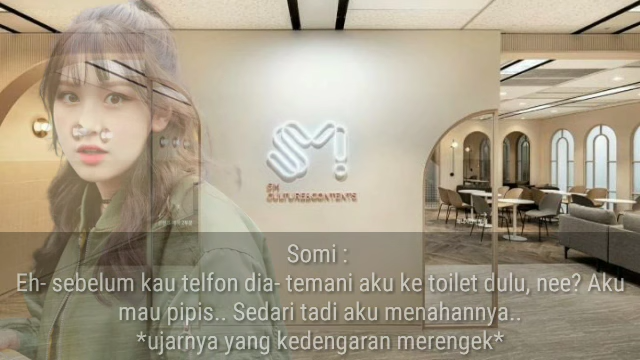 SM!
SM
CULTURE&CONTENTS
Somi :
Eh- sebelum kau telfon dia- temani aku ke toilet dulu, nee? Aku
mau pipis.. Sedari tadi aku menahannya..
*ujarnya yang kedengaran merengek*